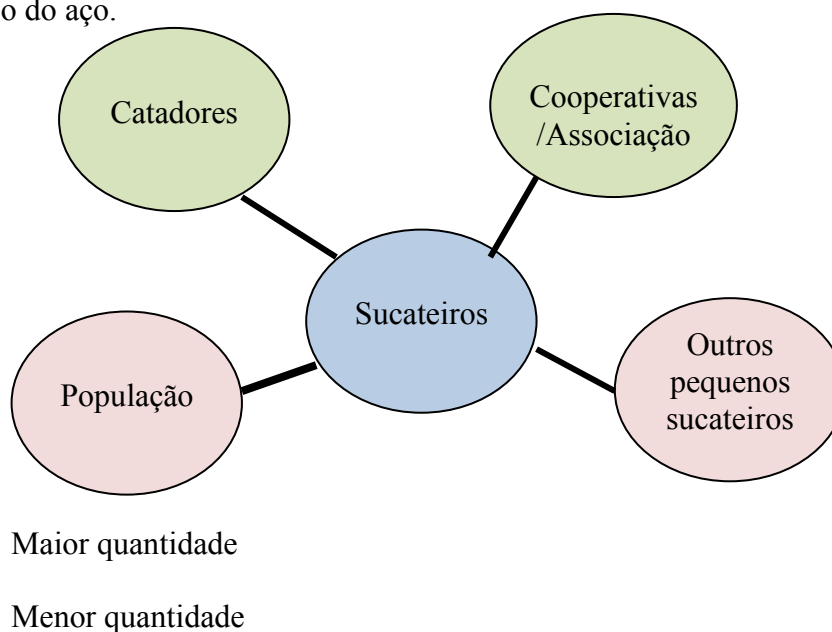 o do aço.
Catadores
Cooperativas
/Associação
Sucateiros
População
Outros
pequenos
sucateiros
Maior quantidade
Menor quantidade